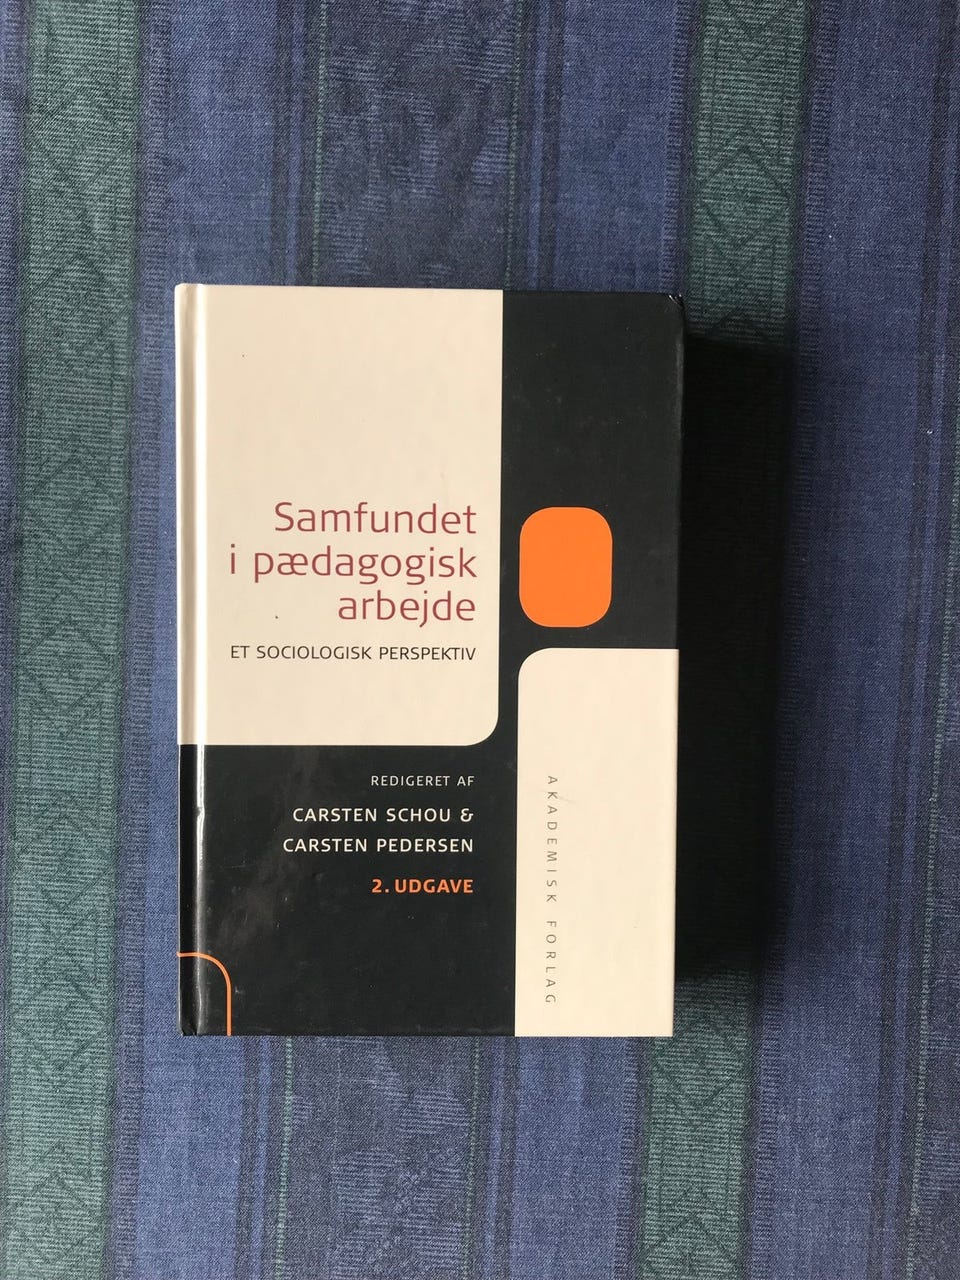 Samfundet
i pædagogisk
arbejde
ET SOCIOLOGISK PERSPEKTIV
REDIGERET AF
CARSTEN SCHOU &
CARSTEN PEDERSEN
2. UDGAVE
AKADEMISK FORLAG